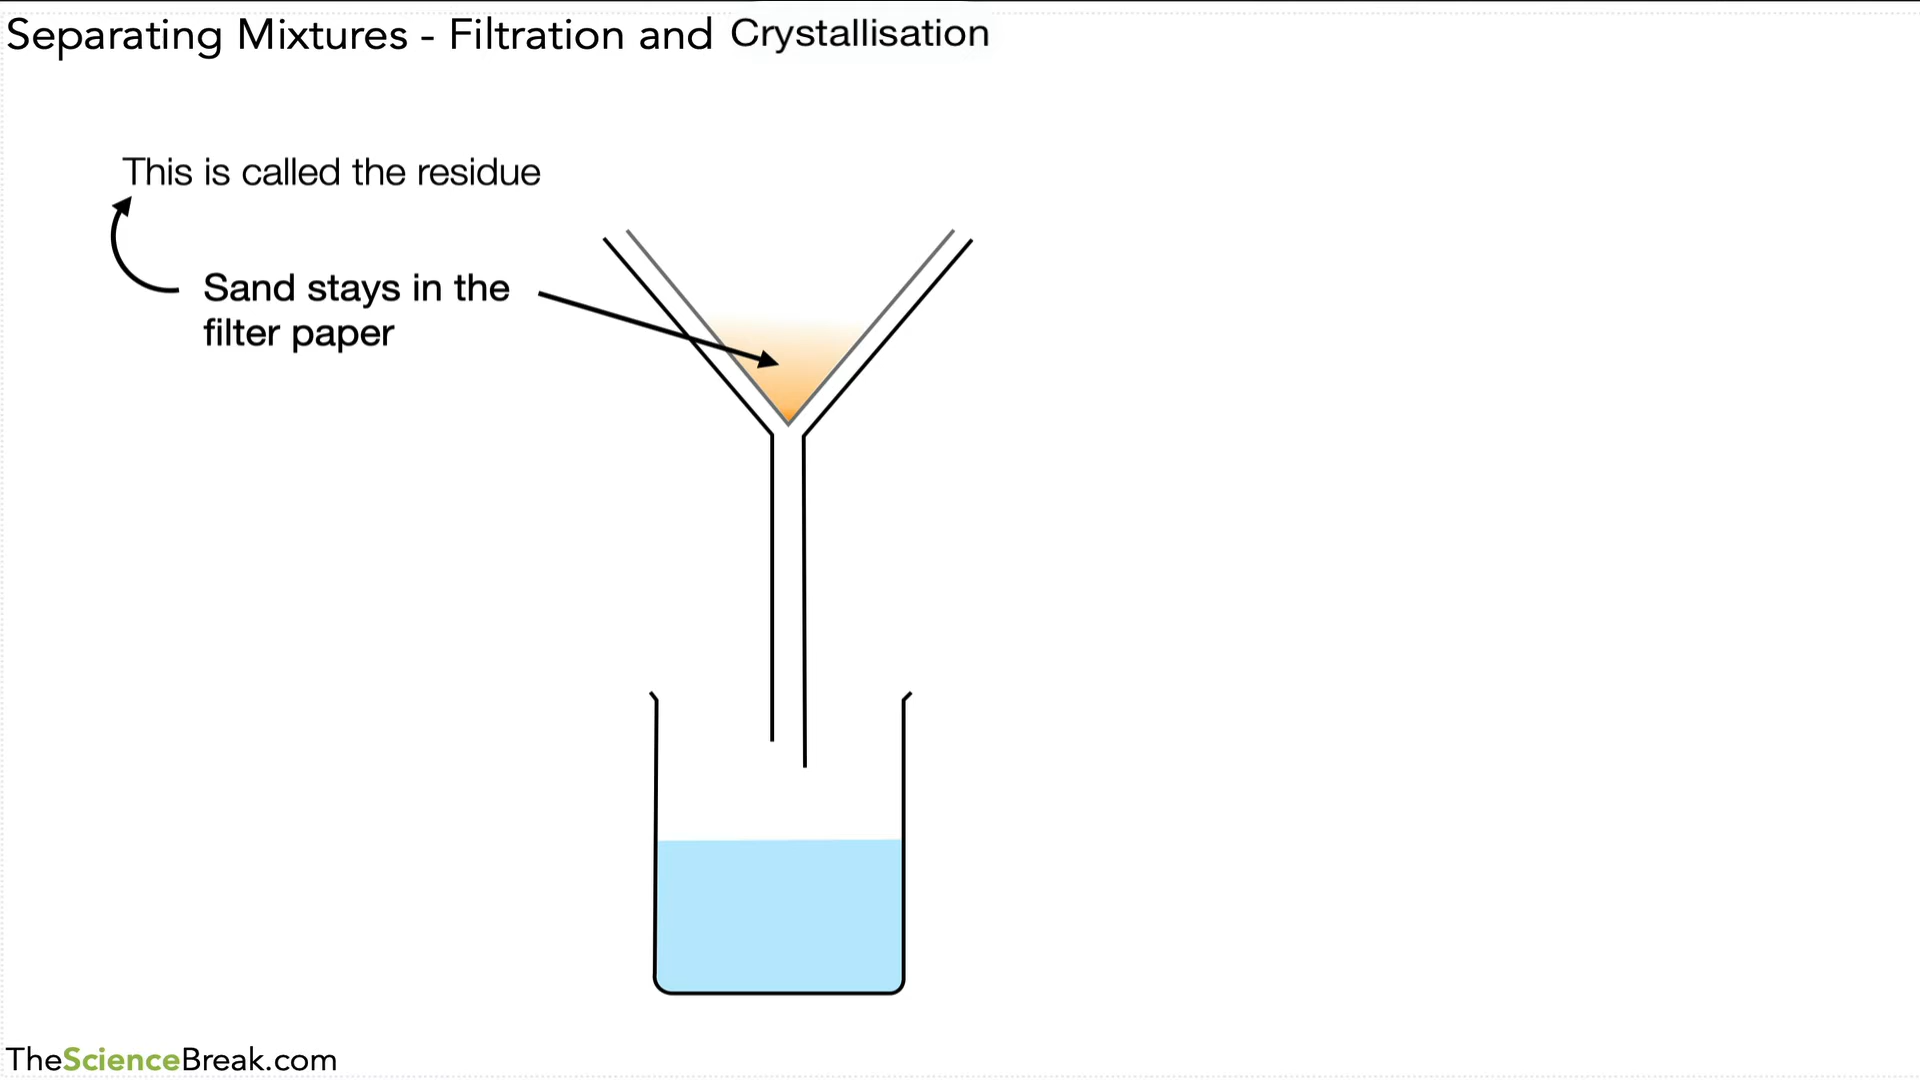 Separating Mixtures - Filtration and Crystallisation
This is called the residue
Sand stays in the
filter paper
TheScienceBreak.com